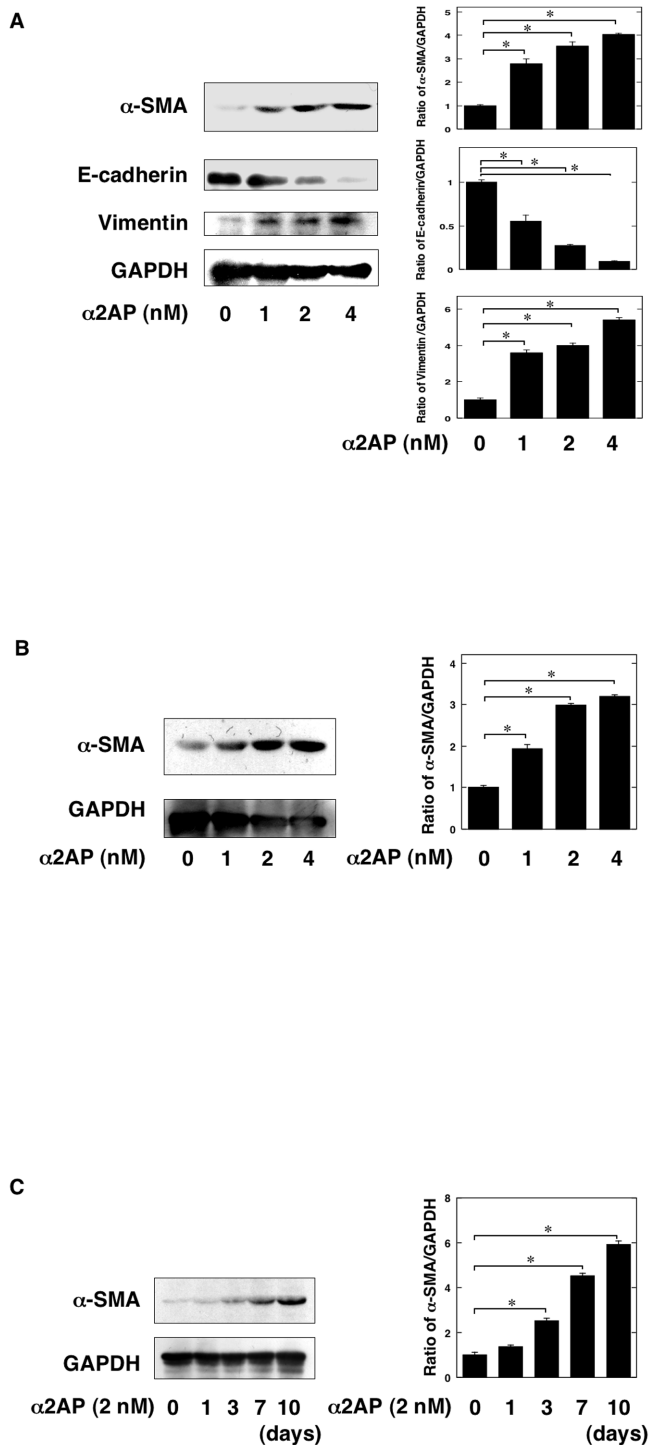 A
α-SMA
E-cadherin
Vimentin
GAPDH
α2AP (nM) 0 1 2 4
Ratio of α-SMA/GAPDH
5
4
3
2
1
0
* * *
Ratio of E-cadherin/GAPDH
1
0.5
0
* * *
Ratio of Vimentin/GAPDH
6
4
2
0
* * *
α2AP (nM) 0 1 2 4
B
α-SMA
GAPDH
α2AP (nM) 0 1 2 4
Ratio of α-SMA/GAPDH
4
3
2
1
0
* * *
α2AP (nM) 0 1 2 4
C
α-SMA
GAPDH
α2AP (2 nM) 0 1 3 7 10
(days)
Ratio of α-SMA/GAPDH
8
6
4
2
0
* * *
α2AP (2 nM) 0 1 3 7 10
(days)